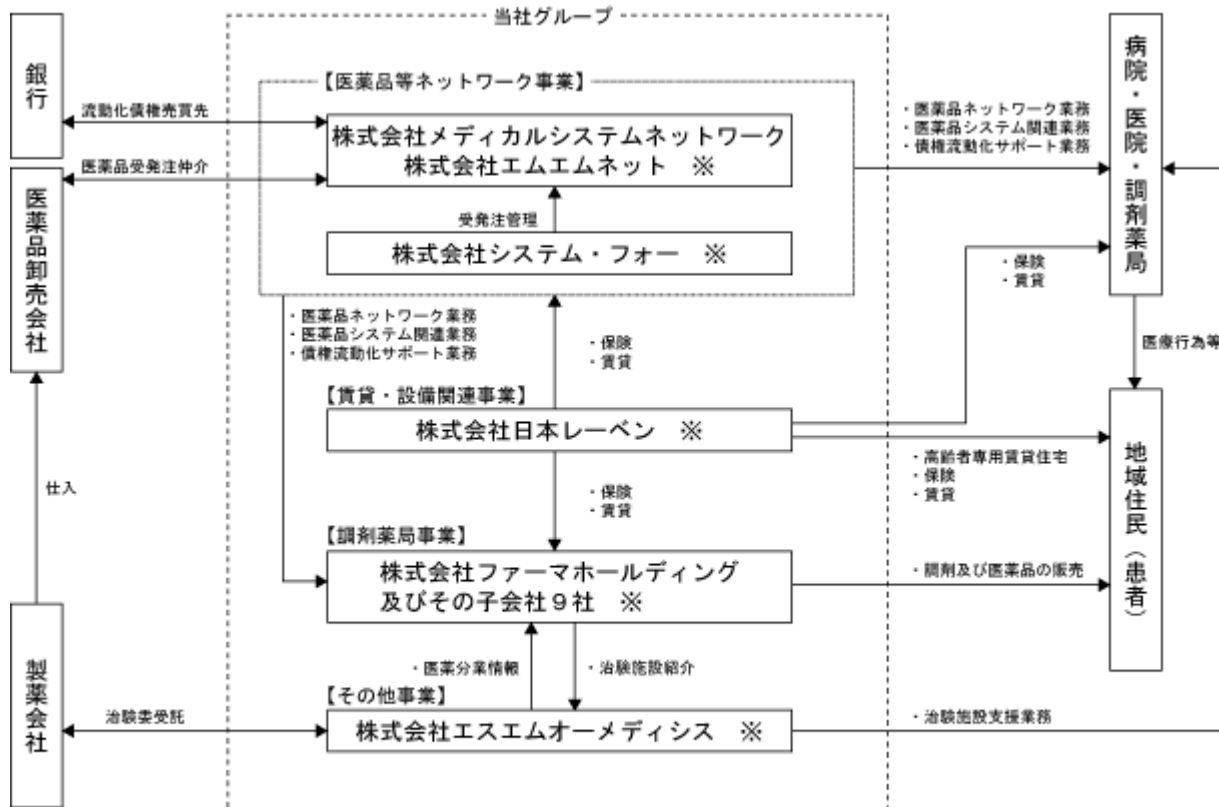 当社グループ
銀行
流動化債権売買先
医薬品卸売会社
医薬品受発注仲介
仕入
製薬会社
治験委受託
【医薬品等ネットワーク事業】
株式会社メディカルシステムネットワーク
株式会社エムエムネット ※
受発注管理
株式会社システム・フォー ※
・医薬品ネットワーク業務
・医薬品システム関連業務
・債権流動化サポート業務
・保険
・賃貸
【賃貸・設備関連事業】
株式会社日本レーベン ※
・保険
・賃貸
【調剤薬局事業】
株式会社ファーマホールディング
及びその子会社９社 ※
・医薬分業情報
・治験施設紹介
【その他事業】
株式会社エスエムオーメディシス ※
・医薬品ネットワーク業務
・医薬品システム関連業務
・債権流動化サポート業務
・保険
・賃貸
・高齢者専用賃貸住宅
・保険
・賃貸
・調剤及び医薬品の販売
・治験施設支援業務
病院・医院・調剤薬局
医療行為等
地域住民（患者）